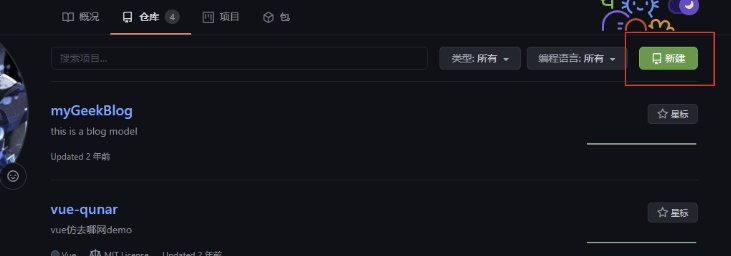 概况 仓库 4 项目 包
搜索项目... 类型: 所有 编程语言: 所有 新建
myGeekBlog 星标
this is a blog model
Updated 2 年前
vue-qunar 星标
vue仿去哪网demo
Vue MIT License Updated 2 年前